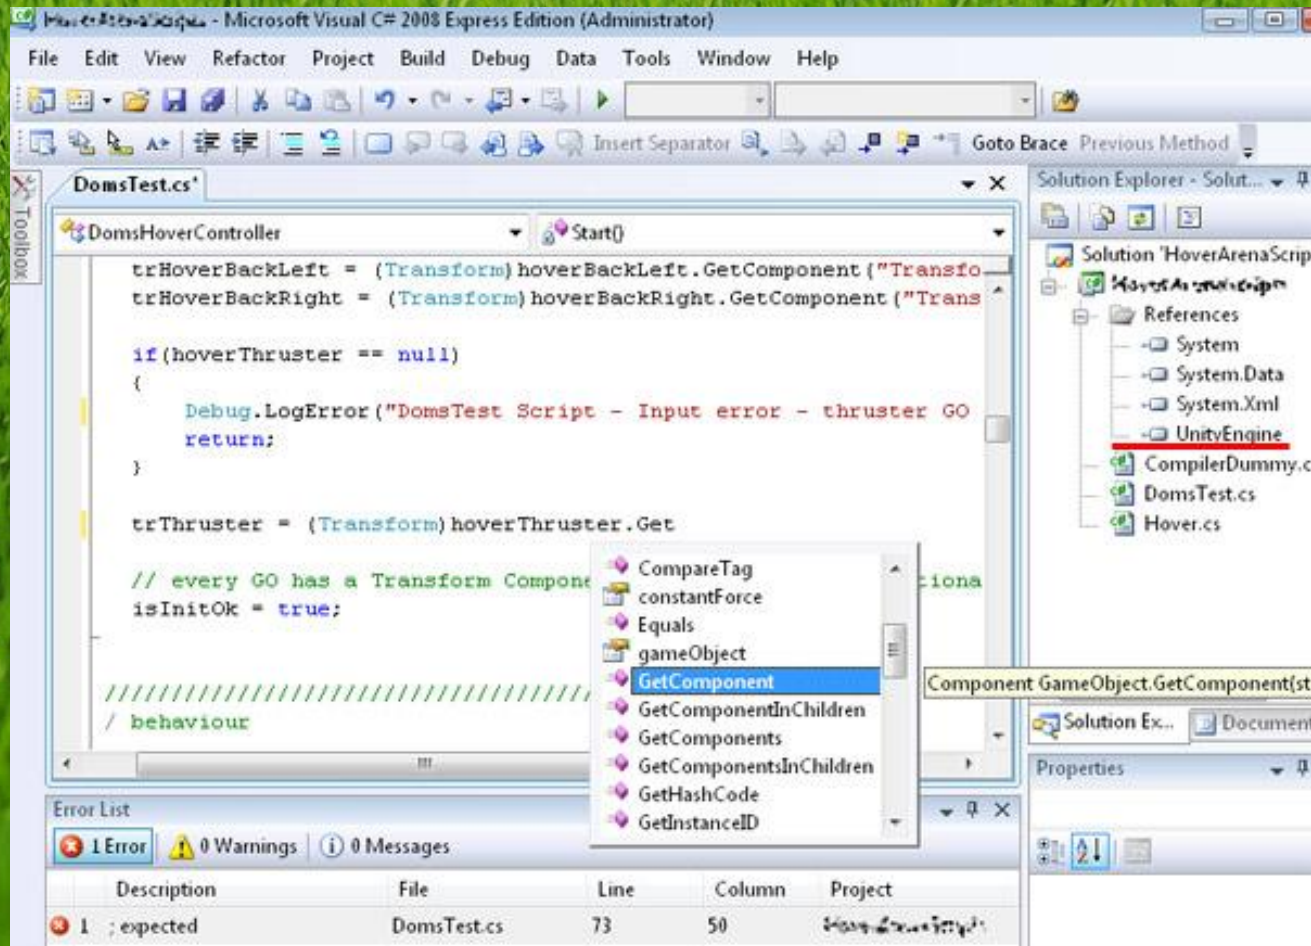 - Microsoft Visual C# 2008 Express Edition (Administrator)
File Edit View Refactor Project Build Debug Data Tools Window Help
Insert Separator Goto Brace Previous Method
Toolbox
DomsTest.cs*
DomsHoverController Start()
trHoverBackLeft = (Transform)hoverBackLeft.GetComponent("Transfo
trHoverBackRight = (Transform)hoverBackRight.GetComponent("Trans
if(hoverThruster == null)
{
Debug.LogError("DomsTest Script - Input error - thruster GO
return;
}
trThruster = (Transform)hoverThruster.Get
// every GO has a Transform Compone tiona
isInitOk = true;
////////////////////////////////////
/ behaviour
CompareTag
constantForce
Equals
gameObject
GetComponent
GetComponentInChildren
GetComponents
GetComponentsInChildren
GetHashCode
GetInstanceID
Component GameObject.GetComponent(st
Solution Explorer - Solut...
Solution 'HoverArenaScrip
References
System
System.Data
System.Xml
UnityEngine
CompilerDummy.c
DomsTest.cs
Hover.cs
Solution Ex... Document
Properties
Error List
1 Error 0 Warnings 0 Messages
Description File Line Column Project
1 ; expected DomsTest.cs 73 50